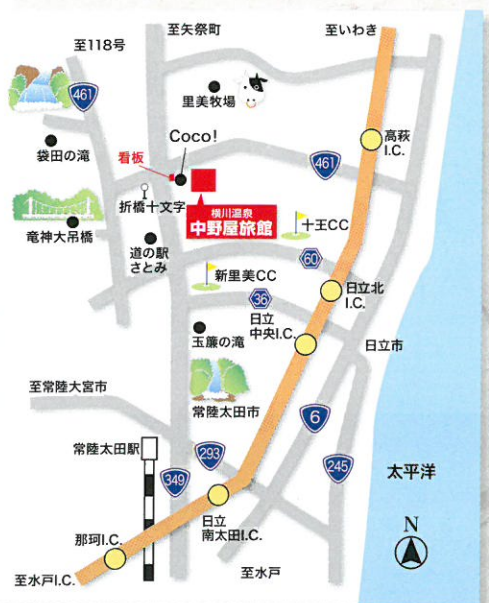 至矢祭町
至いわき
至118号
461
里美牧場
高萩
I.C.
袋田の滝
Coco!
看板
461
折橋十文字
横川温泉
中野屋旅館
十王CC
竜神大吊橋
道の駅
さとみ
60
新里美CC
日立北
I.C.
36
日立
中央I.C.
玉簾の滝
日立市
至常陸大宮市
常陸太田市
6
常陸太田駅
293
245
太平洋
349
N
日立
南太田I.C.
那珂I.C.
至水戸I.C.
至水戸